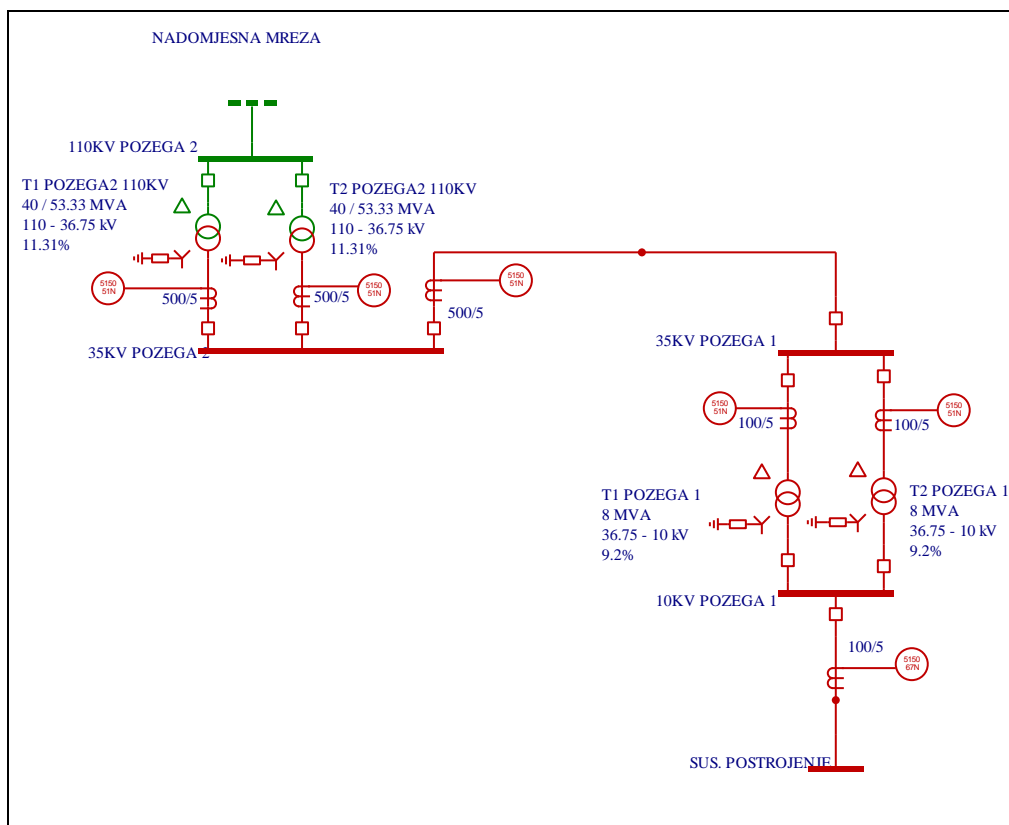 NADOMJESNA MREZA
110KV POZEGA 2
T1 POZEGA2 110KV
40 / 53.33 MVA
110 - 36.75 kV
11.31%
T2 POZEGA2 110KV
40 / 53.33 MVA
110 - 36.75 kV
11.31%
5150
51N
500/5
5150
51N
500/5
5150
51N
500/5
35KV POZEGA 2
35KV POZEGA 1
5150
51N
100/5
5150
51N
100/5
T1 POZEGA 1
8 MVA
36.75 - 10 kV
9.2%
T2 POZEGA 1
8 MVA
36.75 - 10 kV
9.2%
10KV POZEGA 1
100/5
5150
67N
SUS. POSTROJENJE